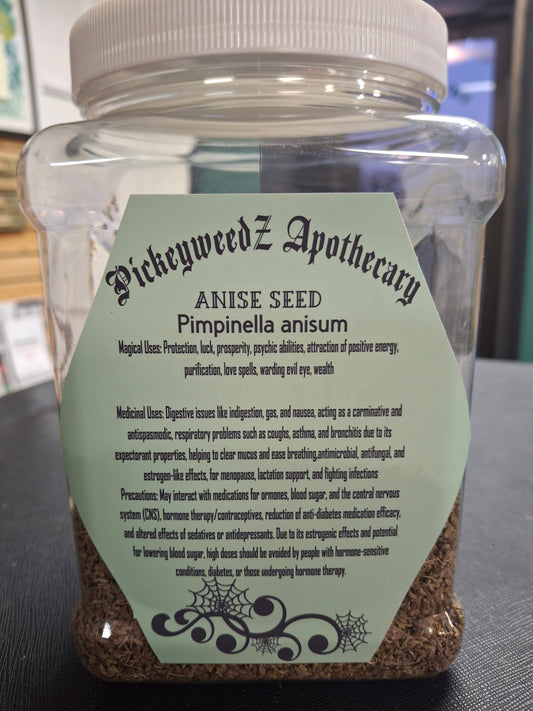 PickeyweedZ Apothecary
ANISE SEED
Pimpinella anisum
Magical Uses: Protection, luck, prosperity, psychic abilities, attraction of positive energy,
purification, love spells, warding evil eye, wealth
Medicinal Uses: Digestive issues like indigestion, gas, and nausea, acting as a carminative and
antispasmodic, respiratory problems such as coughs, asthma, and bronchitis due to its
expectorant properties, helping to clear mucus and ease breathing,antimicrobial, antifungal, and
estrogen-like effects, for menopause, lactation support, and fighting infections
Precautions: May interact with medications for ormones, blood sugar, and the central nervous
system (CNS), hormone therapy/contraceptives, reduction of anti-diabetes medication efficacy,
and altered effects of sedatives or antidepressants. Due to its estrogenic effects and potential
for lowering blood sugar, high doses should be avoided by people with hormone-sensitive
conditions, diabetes, or those undergoing hormone therapy.